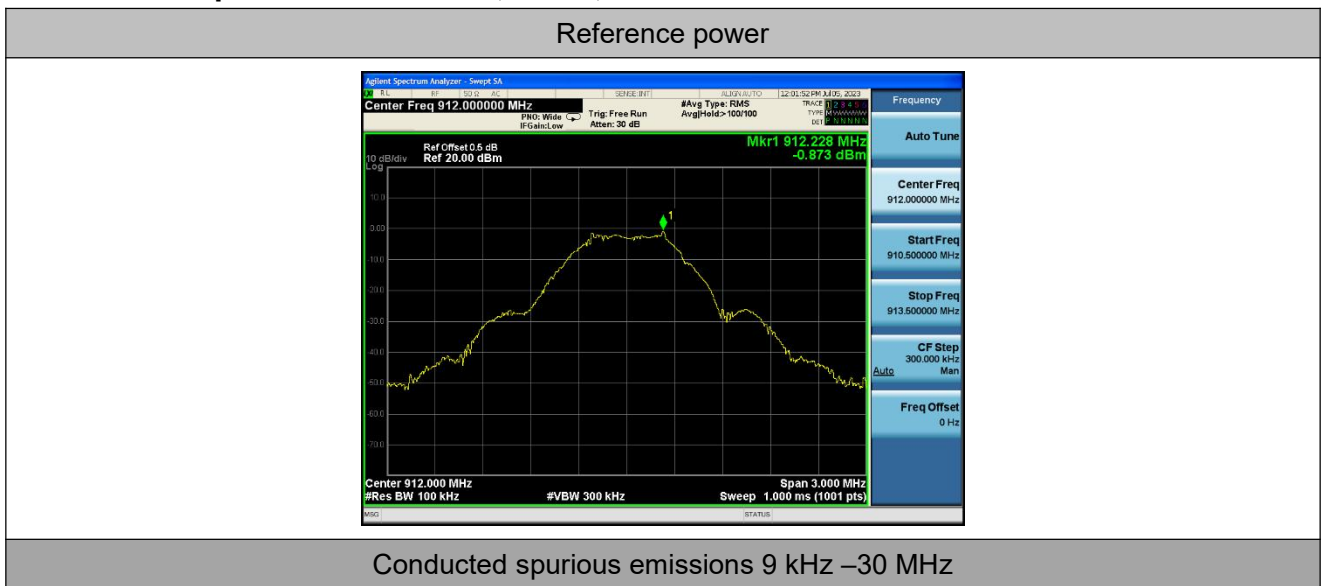 Reference power
Agilent Spectrum Analyzer - Swept SA
RL RF 50 Ω AC SENSE:INT ALIGN AUTO 12:01:52 PM Jul 05, 2023
Center Freq 912.000000 MHz
PNO: Wide
IFGain:Low
Trig: Free Run
Atten: 30 dB
#Avg Type: RMS
Avg|Hold:>100/100
TRACE 1 2 3 4 5 6
TYPE M W W W W W
DET P N N N N N
Frequency
Auto Tune
Center Freq
912.000000 MHz
Start Freq
910.500000 MHz
Stop Freq
913.500000 MHz
CF Step
300.000 kHz
Auto Man
Freq Offset
0 Hz
Mkr1 912.228 MHz
-0.873 dBm
Ref Offset 0.5 dB
10 dB/div Ref 20.00 dBm
Log
10.0
0.00
-10.0
-20.0
-30.0
-40.0
-50.0
-60.0
-70.0
1
Center 912.000 MHz Span 3.000 MHz
#Res BW 100 kHz #VBW 300 kHz Sweep 1.000 ms (1001 pts)
MSG STATUS
Conducted spurious emissions 9 kHz –30 MHz